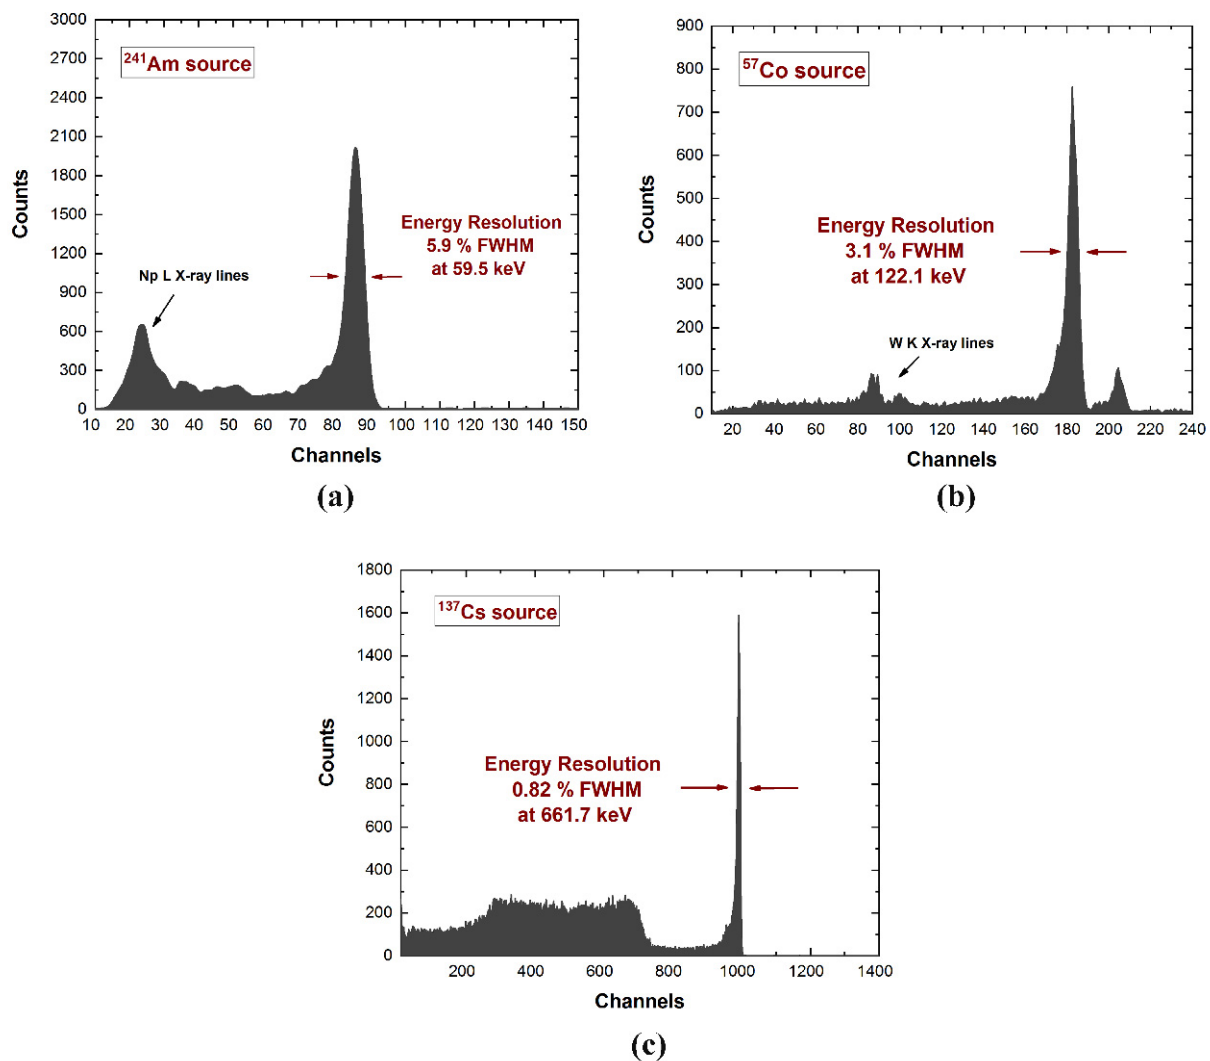 3000
2700
2400
2100
1800
1500
1200
900
600
300
0
Counts
241Am source
Energy Resolution
5.9 % FWHM
at 59.5 keV
Np L X-ray lines
10 20 30 40 50 60 70 80 90 100 110 120 130 140 150
Channels
(a)
900
800
700
600
500
400
300
200
100
0
Counts
57Co source
Energy Resolution
3.1 % FWHM
at 122.1 keV
W K X-ray lines
20 40 60 80 100 120 140 160 180 200 220 240
Channels
(b)
1800
1600
1400
1200
1000
800
600
400
200
0
Counts
137Cs source
Energy Resolution
0.82 % FWHM
at 661.7 keV
200 400 600 800 1000 1200 1400
Channels
(c)